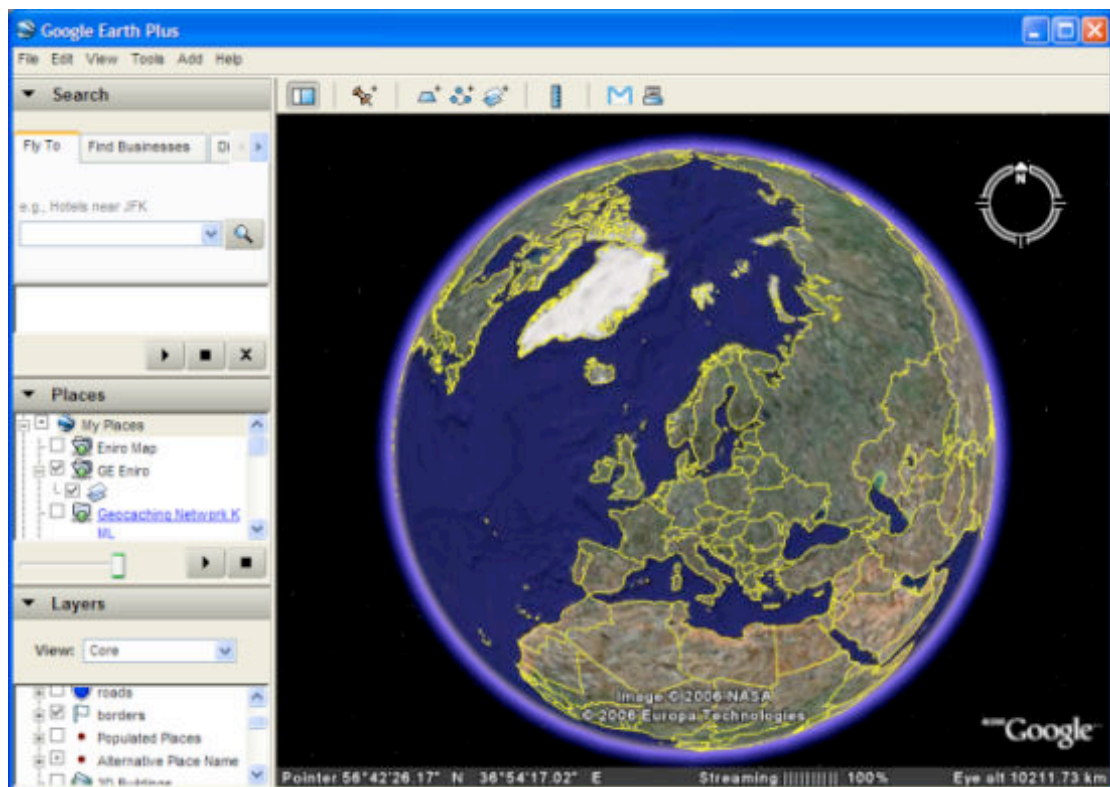 Google Earth Plus
File Edit View Tools Add Help
Search
Fly To Find Businesses Di
e.g., Hotels near JFK
Places
My Places
Eniro Map
GE Eniro
Geocaching Network K
ML
Layers
View: Core
roads
borders
Populated Places
Alternative Place Name
3D Buildings
N
Image © 2006 NASA
© 2006 Europa Technologies
Google
Pointer 56°42'26.17" N 36°54'17.02" E Streaming |||||||||| 100% Eye alt 10211.73 km